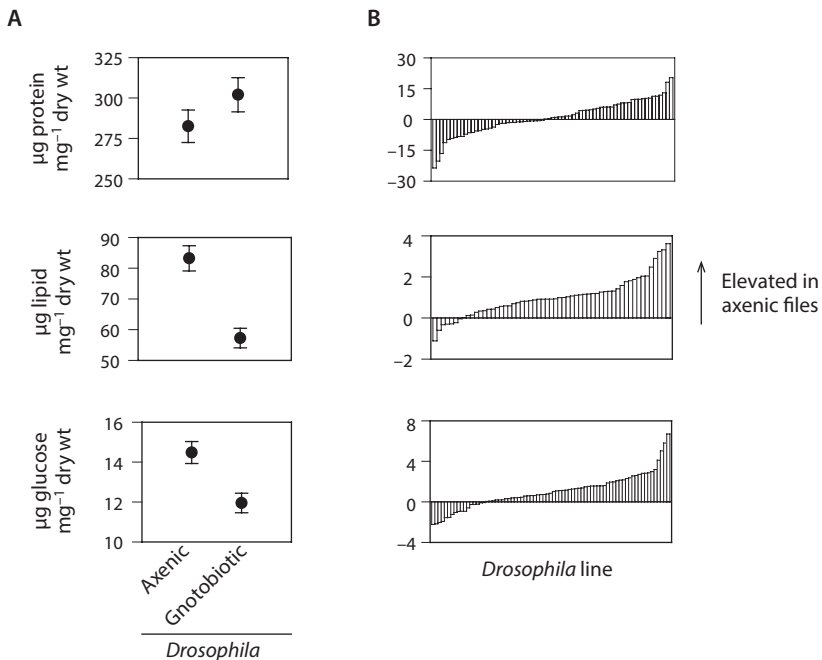 A
B
µg protein
mg–1 dry wt
325
300
275
250
30
15
0
–15
–30
µg lipid
mg–1 dry wt
90
80
70
60
50
4
2
0
–2
Elevated in
axenic files
µg glucose
mg–1 dry wt
16
14
12
10
8
4
0
–4
Axenic
Gnotobiotic
Drosophila
Drosophila line